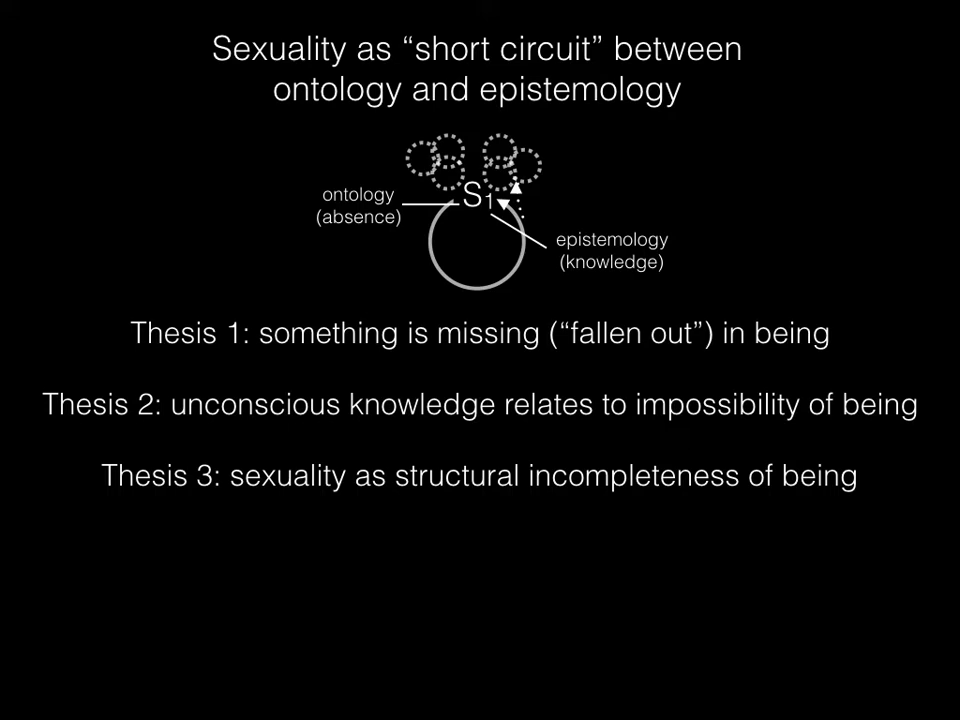 Sexuality as “short circuit” between
ontology and epistemology
ontology
(absence)
S1
epistemology
(knowledge)
Thesis 1: something is missing (“fallen out”) in being
Thesis 2: unconscious knowledge relates to impossibility of being
Thesis 3: sexuality as structural incompleteness of being